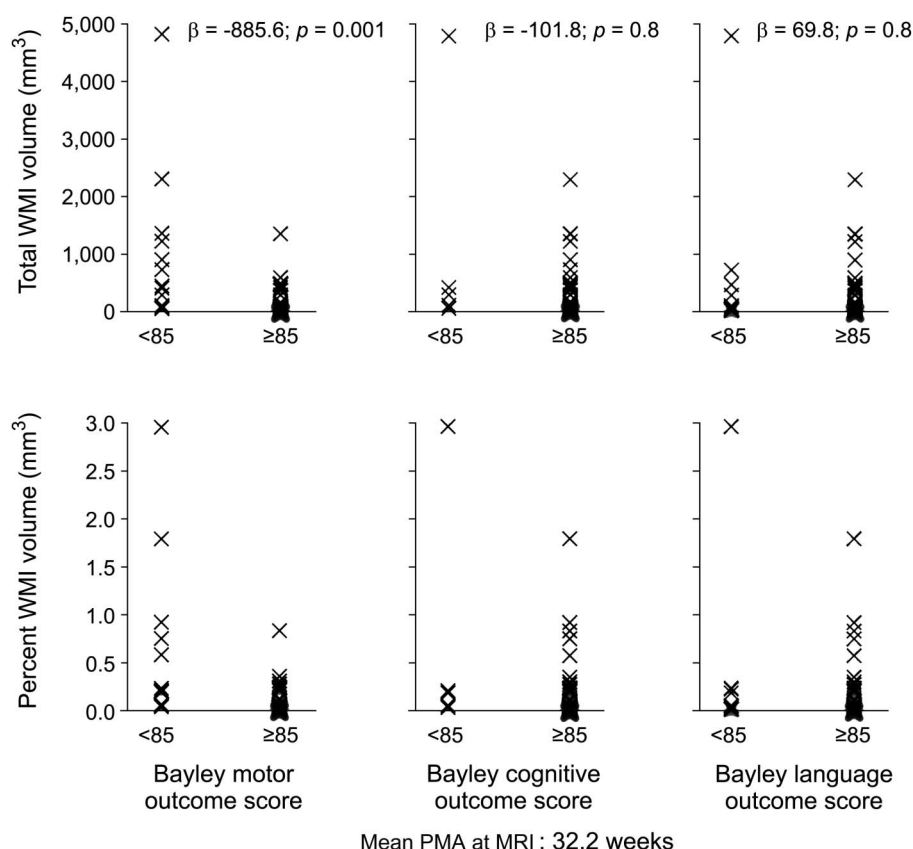 Total WMI volume (mm³)
5,000
4,000
3,000
2,000
1,000
0
β = -885.6; p = 0.001
<85
≥85
β = -101.8; p = 0.8
<85
≥85
β = 69.8; p = 0.8
<85
≥85
Percent WMI volume (mm³)
3.0
2.5
2.0
1.5
1.0
0.5
0.0
<85
≥85
Bayley motor
outcome score
<85
≥85
Bayley cognitive
outcome score
<85
≥85
Bayley language
outcome score
Mean PMA at MRI : 32.2 weeks